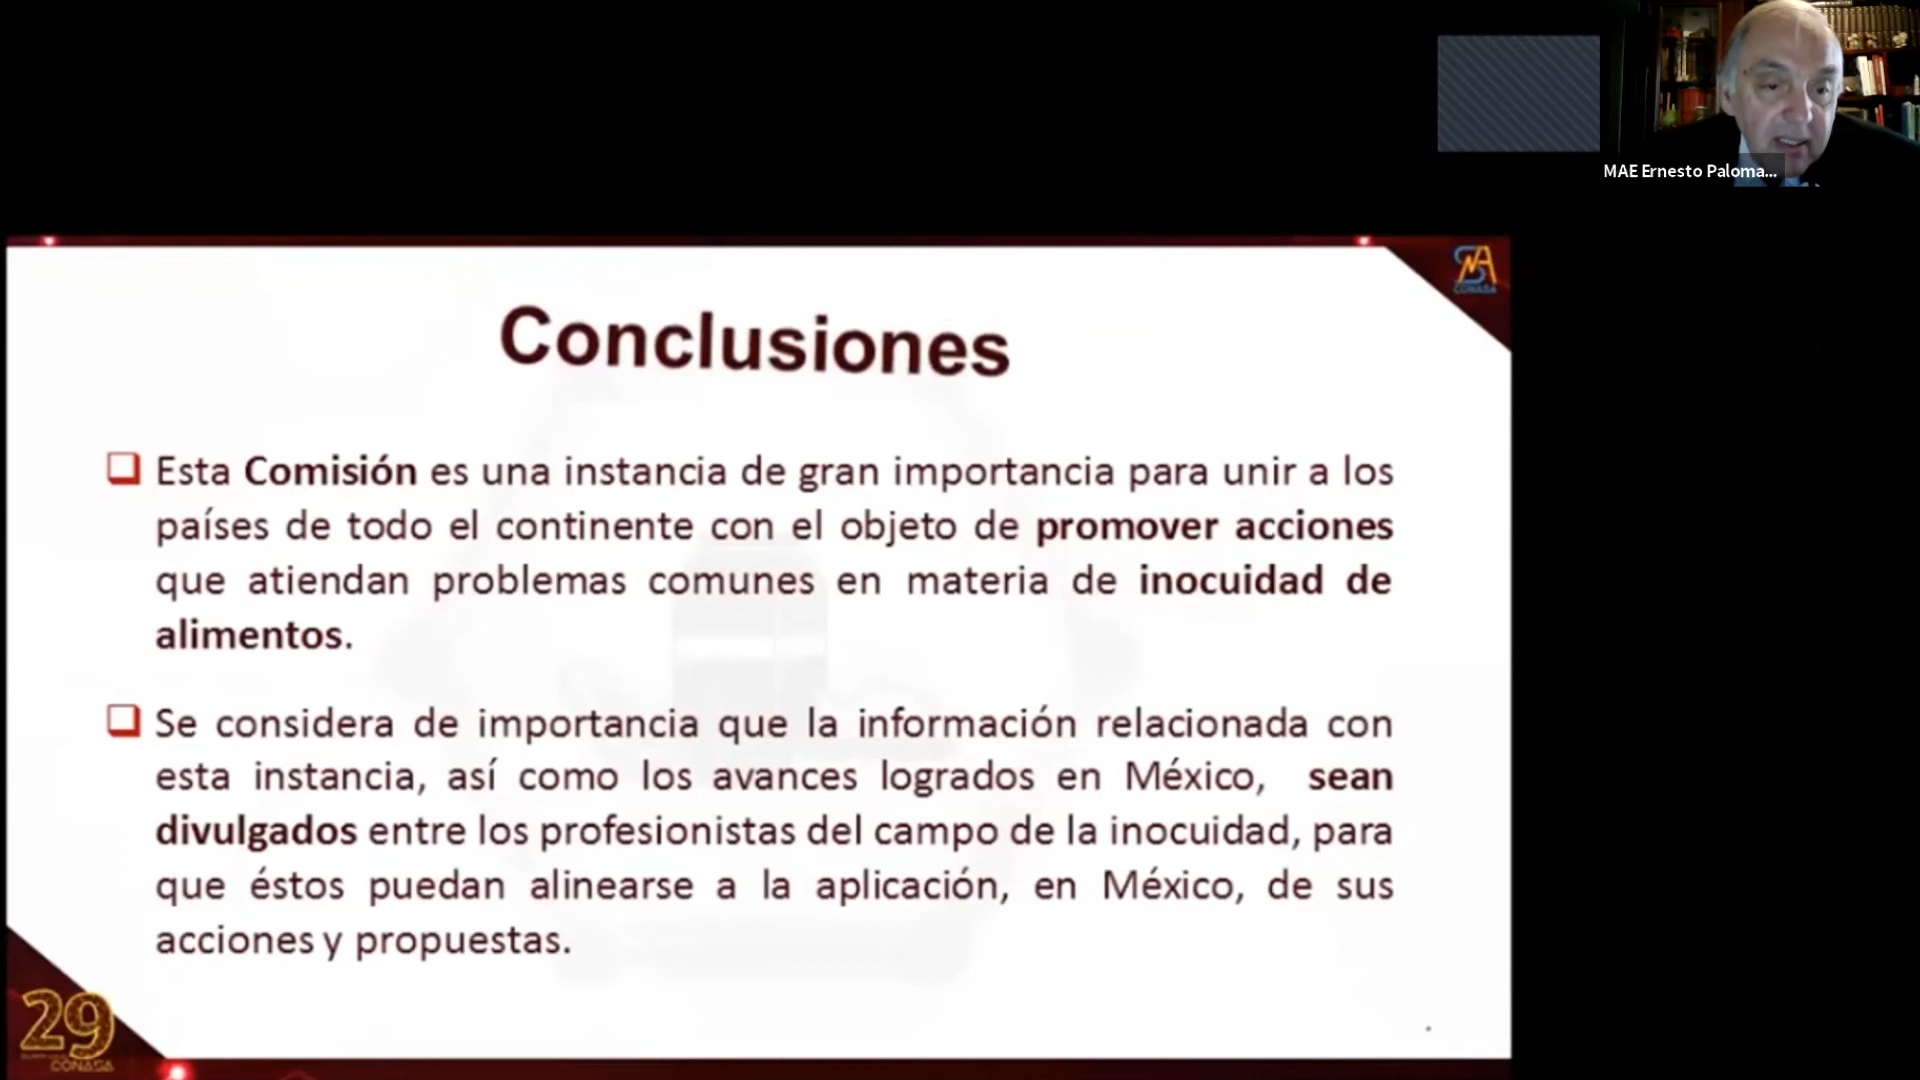 MAE Ernesto Paloma...
CONASA
Conclusiones
Esta Comisión es una instancia de gran importancia para unir a los
países de todo el continente con el objeto de promover acciones
que atiendan problemas comunes en materia de inocuidad de
alimentos.
Se considera de importancia que la información relacionada con
esta instancia, así como los avances logrados en México, sean
divulgados entre los profesionistas del campo de la inocuidad, para
que éstos puedan alinearse a la aplicación, en México, de sus
acciones y propuestas.
29
CONASA